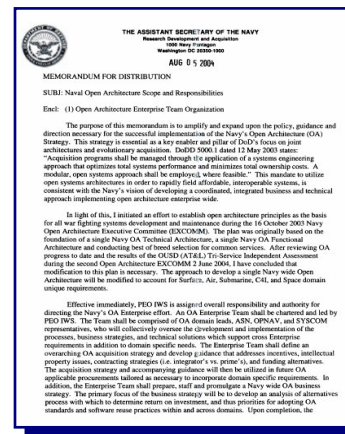 THE ASSISTANT SECRETARY OF THE NAVY
Research Development and Acquisition
1000 Navy Pentagon
Washington DC 20350-1000
AUG 05 2004
MEMORANDUM FOR DISTRIBUTION
SUBJ: Naval Open Architecture Scope and Responsibilities
Encl: (1) Open Architecture Enterprise Team Organization
The purpose of this memorandum is to amplify and expand upon the policy, guidance and
direction necessary for the successful implementation of the Navy's Open Architecture (OA)
Strategy. This strategy is essential as a key enabler and pillar of DoD's focus on joint
architectures and evolutionary acquisition. DoDD 5000.1 dated 12 May 2003 states:
"Acquisition programs shall be managed through the application of a systems engineering
approach that optimizes total systems performance and minimizes total ownership costs. A
modular, open systems approach shall be employed, where feasible." This mandate to utilize
open systems architectures in order to rapidly field affordable, interoperable systems, is
consistent with the Navy's vision of developing a coordinated, integrated business and technical
approach implementing open architecture enterprise wide.
In light of this, I initiated an effort to establish open architecture principles as the basis
for all war fighting systems development and maintenance during the 16 October 2003 Navy
Open Architecture Executive Committee (EXCOMM). The plan was originally based on the
foundation of a single Navy OA Technical Architecture, a single Navy OA Functional
Architecture and conduct of best of breed selection for common services. After reviewing OA
progress to date and the results of the OUSD (AT&L) Tri-Service Independent Assessment
during the second Open Architecture EXCOMM 2 June 2004, I have concluded that
modification to this plan is necessary. The approach to develop a single Navy wide Open
Architecture will be modified to account for Surface, Air, Submarine, C4I, and Space domain
unique requirements.
Effective immediately, PEO IWS is assigned overall responsibility and authority for
directing the Navy's OA Enterprise effort. An OA Enterprise Team shall be chartered and led by
PEO IWS. The Team shall be comprised of OA domain leads, ASN, OPNAV, and SYSCOM
representatives, who will collectively oversee the development and implementation of the
processes, business strategies, and technical solutions which support cross Enterprise
requirements in addition to domain specific needs. The Enterprise Team shall define an
overarching OA acquisition strategy and develop guidance that addresses incentives, intellectual
property issues, contracting strategies (i.e. integrator's vs. prime's), and funding alternatives.
The acquisition strategy and accompanying guidance will then be utilized in future OA
applicable procurements tailored as necessary to incorporate domain specific requirements. In
addition, the Enterprise Team shall prepare, staff and promulgate a Navy wide OA business
strategy. The primary focus of the business strategy will be to develop an analysis of alternatives
process with which to determine return on investment, and thus priorities for adopting OA
standards and software reuse practices within and across domains. Upon completion, the